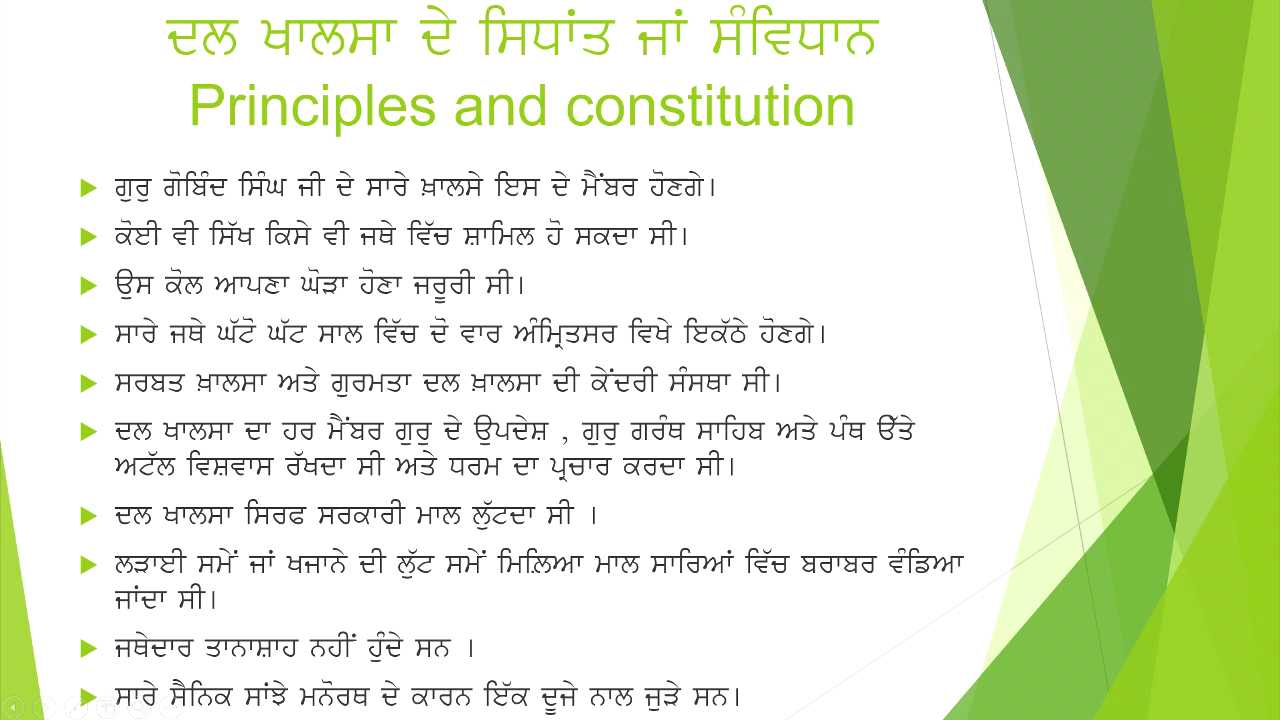 ਦਲ ਖਾਲਸਾ ਦੇ ਸਿਧਾਂਤ ਜਾਂ ਸੰਵਿਧਾਨ
Principles and constitution
ਗੁਰੁ ਗੋਬਿੰਦ ਸਿੰਘ ਜੀ ਦੇ ਸਾਰੇ ਖ਼ਾਲਸੇ ਇਸ ਦੇ ਮੈਂਬਰ ਹੋਣਗੇ।
ਕੋਈ ਵੀ ਸਿੱਖ ਕਿਸੇ ਵੀ ਜਥੇ ਵਿੱਚ ਸ਼ਾਮਿਲ ਹੋ ਸਕਦਾ ਸੀ।
ਉਸ ਕੋਲ ਆਪਣਾ ਘੋੜਾ ਹੋਣਾ ਜਰੂਰੀ ਸੀ।
ਸਾਰੇ ਜਥੇ ਘੱਟੋ ਘੱਟ ਸਾਲ ਵਿੱਚ ਦੋ ਵਾਰ ਅੰਮ੍ਰਿਤਸਰ ਵਿਖੇ ਇਕੱਠੇ ਹੋਣਗੇ।
ਸਰਬਤ ਖ਼ਾਲਸਾ ਅਤੇ ਗੁਰਮਤਾ ਦਲ ਖ਼ਾਲਸਾ ਦੀ ਕੇਂਦਰੀ ਸੰਸਥਾ ਸੀ।
ਦਲ ਖਾਲਸਾ ਦਾ ਹਰ ਮੈਂਬਰ ਗੁਰੁ ਦੇ ਉਪਦੇਸ਼ , ਗੁਰੁ ਗਰੰਥ ਸਾਹਿਬ ਅਤੇ ਪੰਥ ਉੱਤੇ
ਅਟੱਲ ਵਿਸ਼ਵਾਸ ਰੱਖਦਾ ਸੀ ਅਤੇ ਧਰਮ ਦਾ ਪ੍ਰਚਾਰ ਕਰਦਾ ਸੀ।
ਦਲ ਖਾਲਸਾ ਸਿਰਫ ਸਰਕਾਰੀ ਮਾਲ ਲੁੱਟਦਾ ਸੀ ।
ਲੜਾਈ ਸਮੇਂ ਜਾਂ ਖਜਾਨੇ ਦੀ ਲੁੱਟ ਸਮੇਂ ਮਿਲਿ਼ਆ ਮਾਲ ਸਾਰਿਆਂ ਵਿੱਚ ਬਰਾਬਰ ਵੰਡਿਆ
ਜਾਂਦਾ ਸੀ।
ਜਥੇਦਾਰ ਤਾਨਾਸ਼ਾਹ ਨਹੀਂ ਹੁੰਦੇ ਸਨ ।
ਸਾਰੇ ਸੈਨਿਕ ਸਾਂਝੇ ਮਨੋਰਥ ਦੇ ਕਾਰਨ ਇੱਕ ਦੂਜੇ ਨਾਲ ਜੁੜੇ ਸਨ।